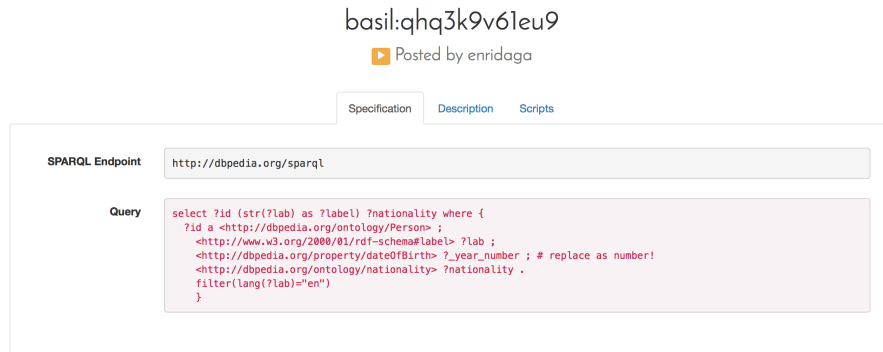 basil:qhq3k9v61eu9
Posted by enridaga
Specification Description Scripts
SPARQL Endpoint http://dbpedia.org/sparql
Query select ?id (str(?lab) as ?label) ?nationality where {
?id a <http://dbpedia.org/ontology/Person> ;
<http://www.w3.org/2000/01/rdf-schema#label> ?lab ;
<http://dbpedia.org/property/dateOfBirth> ?_year_number ; # replace as number!
<http://dbpedia.org/ontology/nationality> ?nationality .
filter(lang(?lab)="en")
}